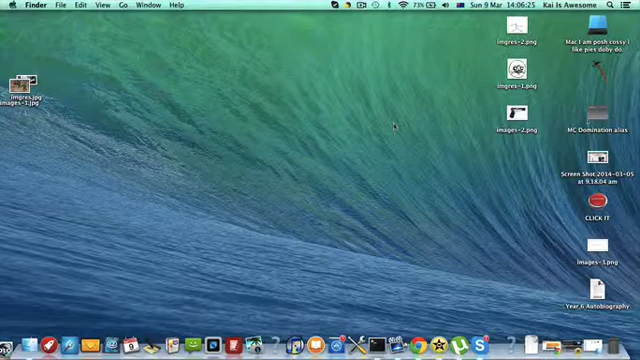 Finder File Edit View Go Window Help 73% Sun 9 Mar 14:06:25 Kai Is Awesome
imgres-2.png
Mac I am posh cossy i
like pies doby do.
imgres.jpg
images-1.jpg
imgres-1.png
images-2.png
MC Domination alias
Screen Shot 2014-03-05
at 9.18.04 am
CLICK IT
images-3.png
Year 6 Autobiography
9